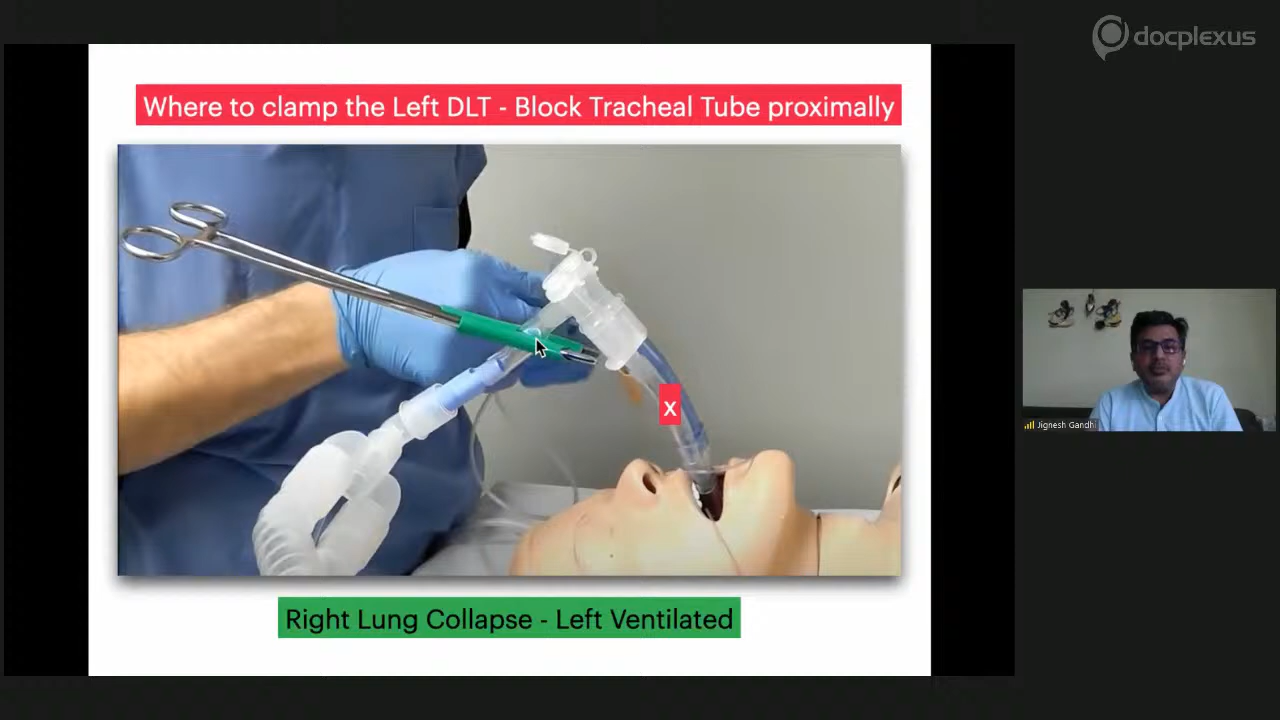 docplexus
Where to clamp the Left DLT - Block Tracheal Tube proximally
x
Right Lung Collapse - Left Ventilated
Jignesh Gandhi